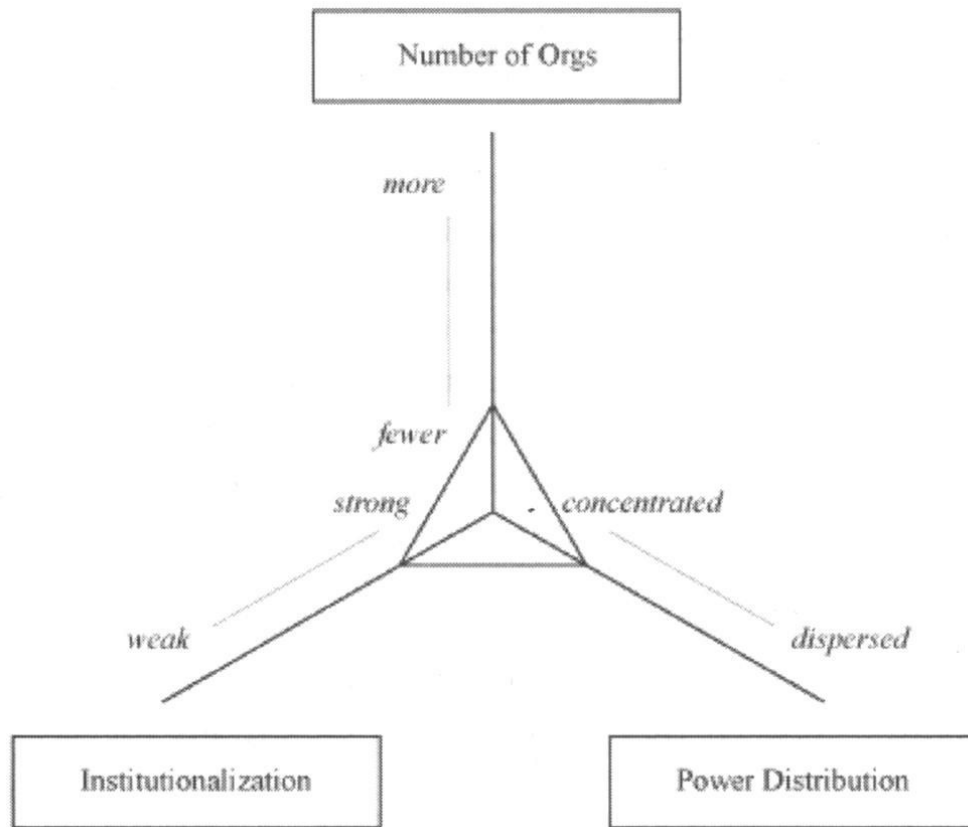 Number of Orgs
more
fewer
strong
concentrated
weak
dispersed
Institutionalization
Power Distribution